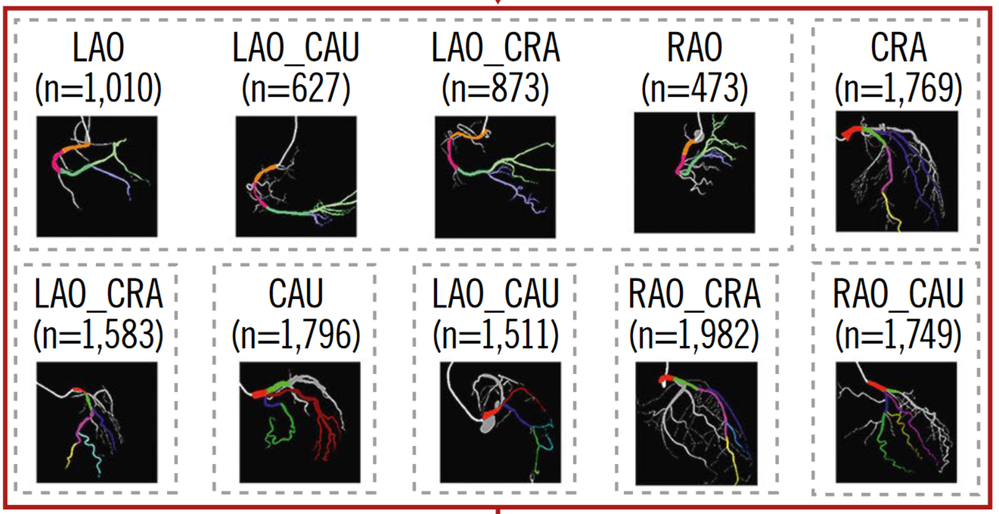 LAO
(n=1,010)
LAO_CAU
(n=627)
LAO_CRA
(n=873)
RAO
(n=473)
CRA
(n=1,769)
LAO_CRA
(n=1,583)
CAU
(n=1,796)
LAO_CAU
(n=1,511)
RAO_CRA
(n=1,982)
RAO_CAU
(n=1,749)